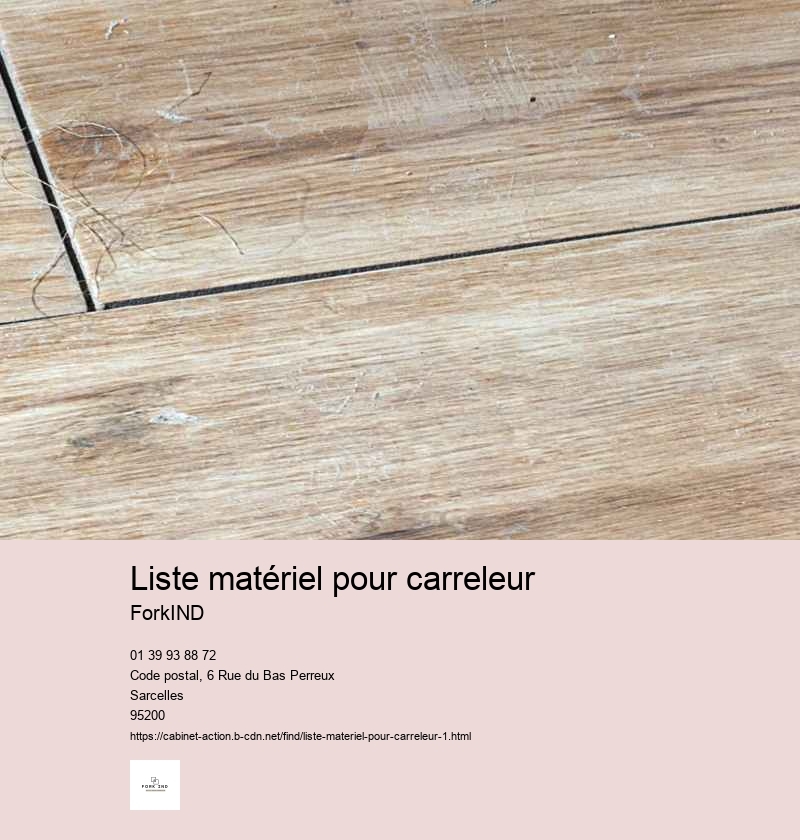 Liste matériel pour carreleur
ForkIND
01 39 93 88 72
Code postal, 6 Rue du Bas Perreux
Sarcelles
95200
https://cabinet-action.b-cdn.net/find/liste-materiel-pour-carreleur-1.html
FORK IND